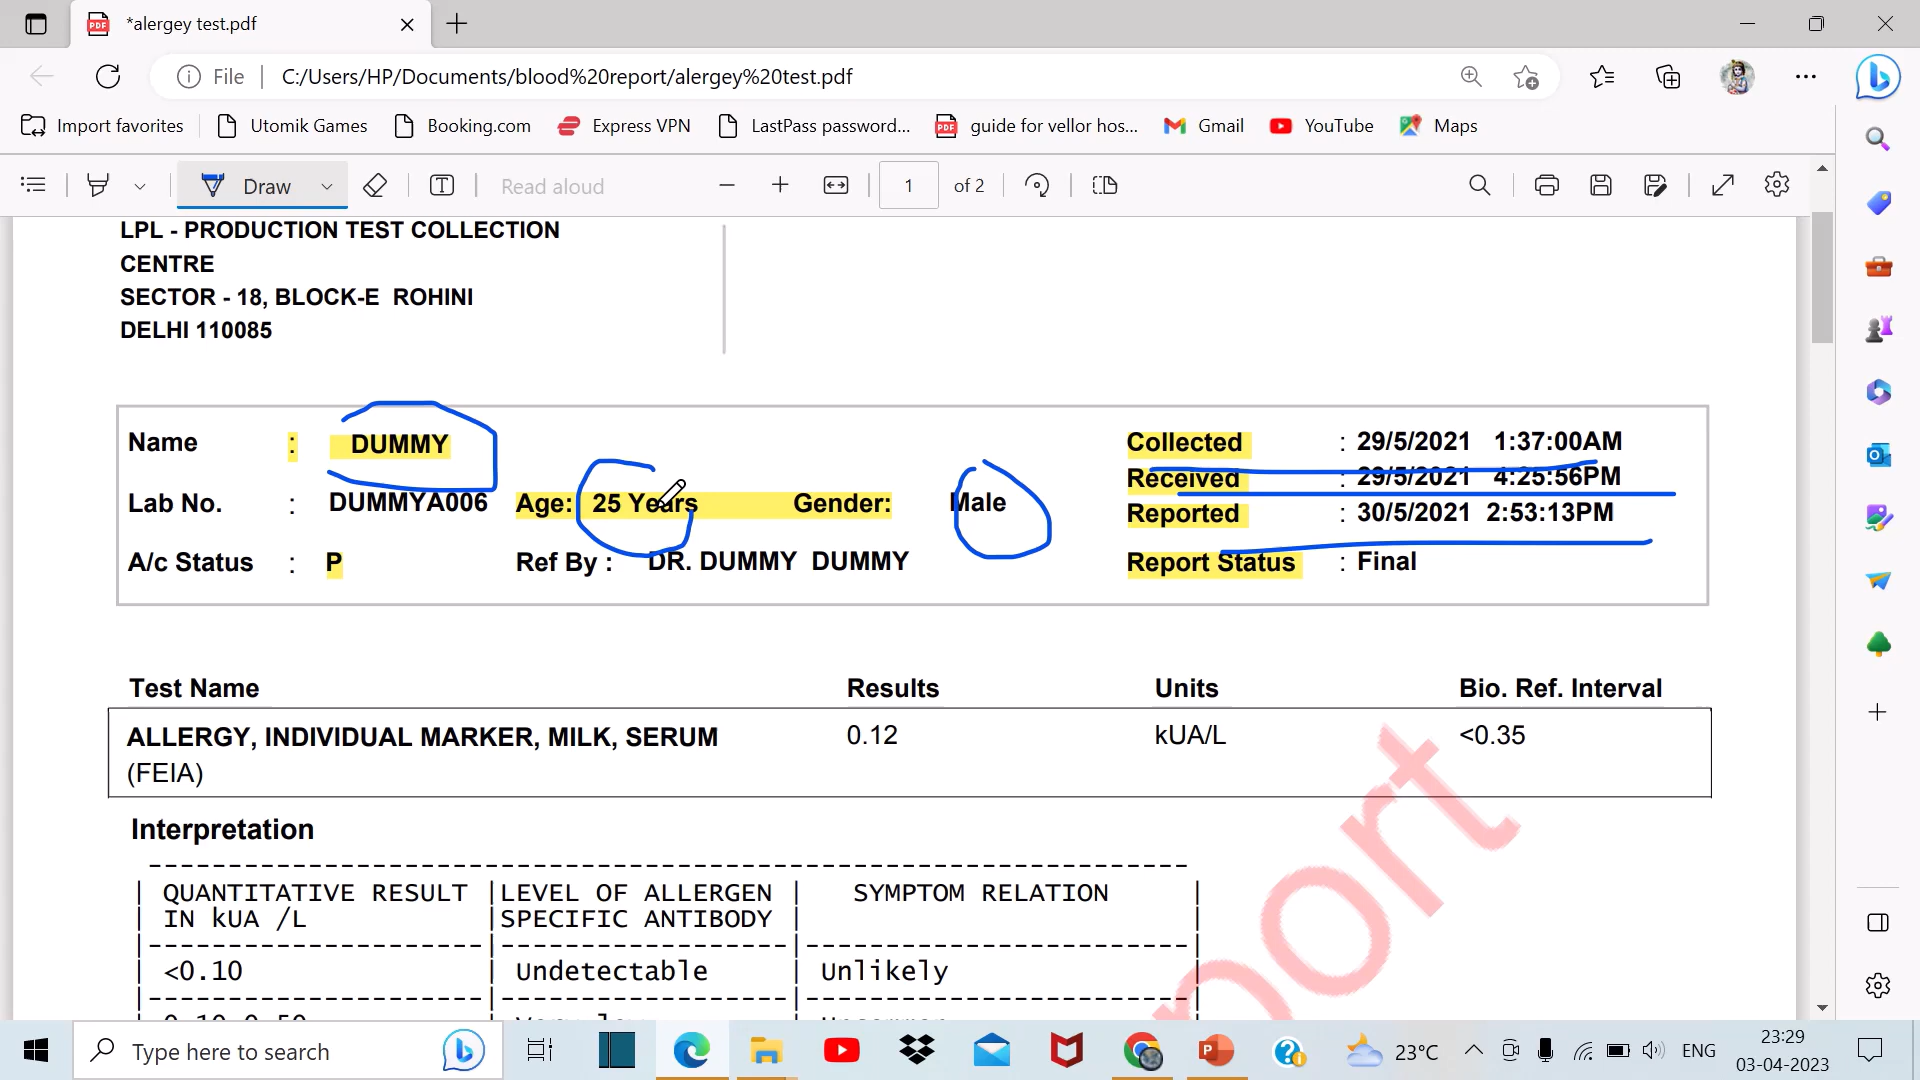 *alergey test.pdf
File C:/Users/HP/Documents/blood%20report/alergey%20test.pdf
Import favorites Utomik Games Booking.com Express VPN LastPass password... guide for vellor hos... Gmail YouTube Maps
Draw Read aloud 1 of 2
LPL - PRODUCTION TEST COLLECTION
CENTRE
SECTOR - 18, BLOCK-E ROHINI
DELHI 110085
Name : DUMMY Collected : 29/5/2021 1:37:00AM
Received : 29/5/2021 4:25:56PM
Lab No. : DUMMYA006 Age: 25 Years Gender: Male Reported : 30/5/2021 2:53:13PM
A/c Status : P Ref By : DR. DUMMY DUMMY Report Status : Final
Test Name Results Units Bio. Ref. Interval
ALLERGY, INDIVIDUAL MARKER, MILK, SERUM 0.12 kUA/L <0.35
(FEIA)
Interpretation
QUANTITATIVE RESULT LEVEL OF ALLERGEN SYMPTOM RELATION
IN kUA /L SPECIFIC ANTIBODY
<0.10 Undetectable Unlikely
Type here to search 23°C ENG 23:29
03-04-2023